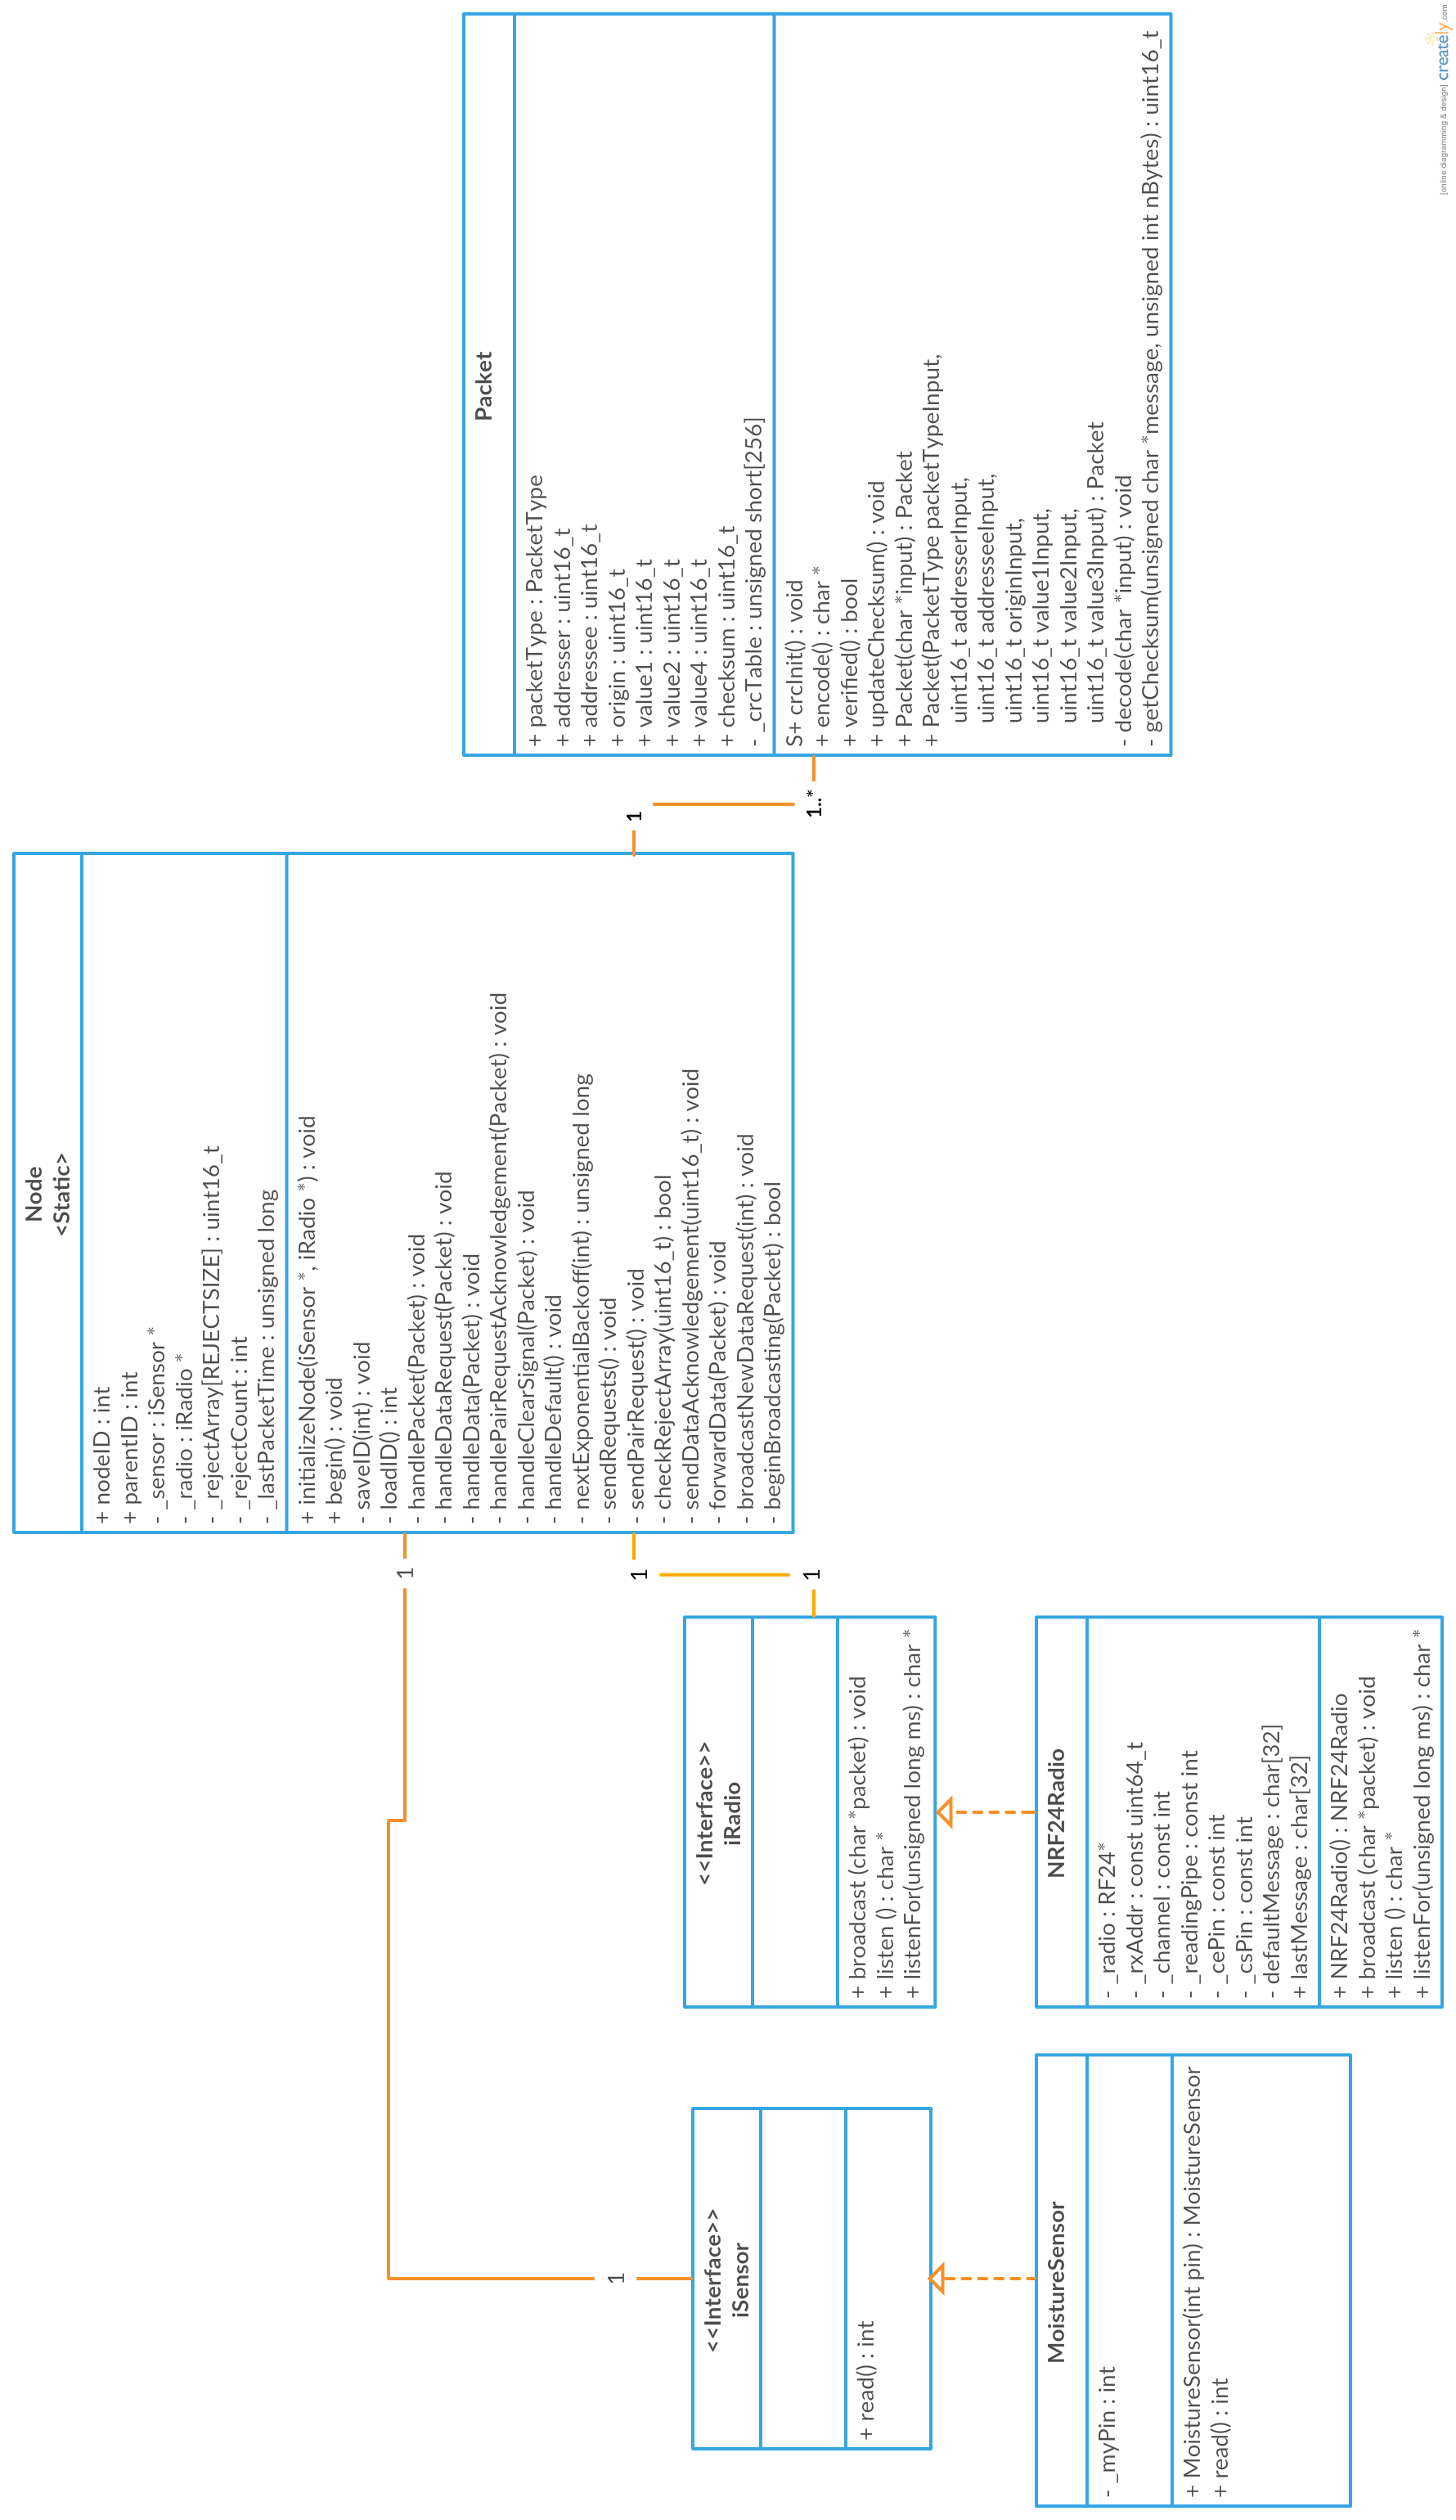 Node
<Static>
+ nodeID : int
+ parentID : int
- _sensor : iSensor *
- _radio : iRadio *
- _rejectArray[REJECTSIZE] : uint16_t
- _rejectCount : int
- _lastPacketTime : unsigned long
+ initializeNode(iSensor *, iRadio *) : void
+ begin() : void
- saveID(int) : void
- loadID() : int
- handlePacket(Packet) : void
- handleDataRequest(Packet) : void
- handleData(Packet) : void
- handlePairRequestAcknowledgement(Packet) : void
- handleClearSignal(Packet) : void
- handleDefault() : void
- nextExponentialBackoff(int) : unsigned long
- sendRequests() : void
- sendPairRequest() : void
- checkRejectArray(uint16_t) : bool
- sendDataAcknowledgement(uint16_t) : void
- forwardData(Packet) : void
- broadcastNewDataRequest(int) : void
- beginBroadcasting(Packet) : bool
1
1
1
1
1
1..*
Packet
+ packetType : PacketType
+ addresser : uint16_t
+ addressee : uint16_t
+ origin : uint16_t
+ value1 : uint16_t
+ value2 : uint16_t
+ value4 : uint16_t
+ checksum : uint16_t
- _crcTable : unsigned short[256]
S+ crcInit() : void
+ encode() : char *
+ verified() : bool
+ updateChecksum() : void
+ Packet(char *input) : Packet
+ Packet(PacketType packetTypeInput,
uint16_t addresserInput,
uint16_t addresseeInput,
uint16_t originInput,
uint16_t value1Input,
uint16_t value2Input,
uint16_t value3Input) : Packet
- decode(char *input) : void
- getChecksum(unsigned char *message, unsigned int nBytes) : uint16_t
<<Interface>>
iSensor
+ read() : int
<<Interface>>
iRadio
+ broadcast (char *packet) : void
+ listen () : char *
+ listenFor(unsigned long ms) : char *
MoistureSensor
- _myPin : int
+ MoistureSensor(int pin) : MoistureSensor
+ read() : int
NRF24Radio
- _radio : RF24*
- _rxAddr : const uint64_t
- _channel : const int
- _readingPipe : const int
- _cePin : const int
- _csPin : const int
- defaultMessage : char[32]
+ lastMessage : char[32]
+ NRF24Radio() : NRF24Radio
+ broadcast (char *packet) : void
+ listen () : char *
+ listenFor(unsigned long ms) : char *
[online diagramming & design] creately.com